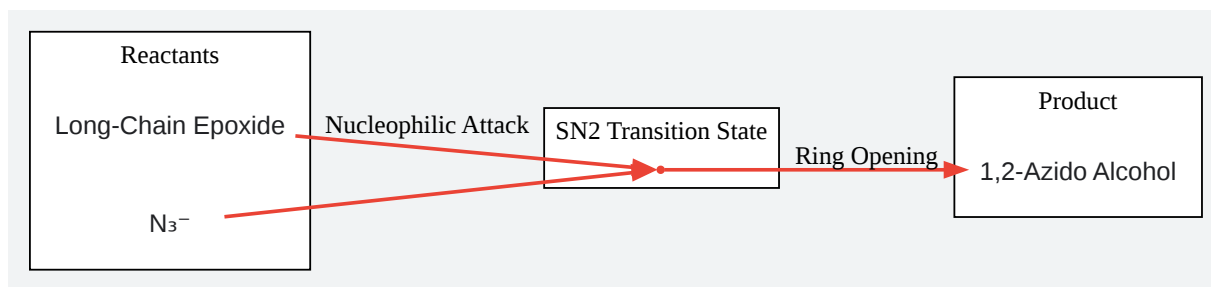 Reactants
Long-Chain Epoxide
N₃⁻
Nucleophilic Attack
SN2 Transition State
Ring Opening
Product
1,2-Azido Alcohol